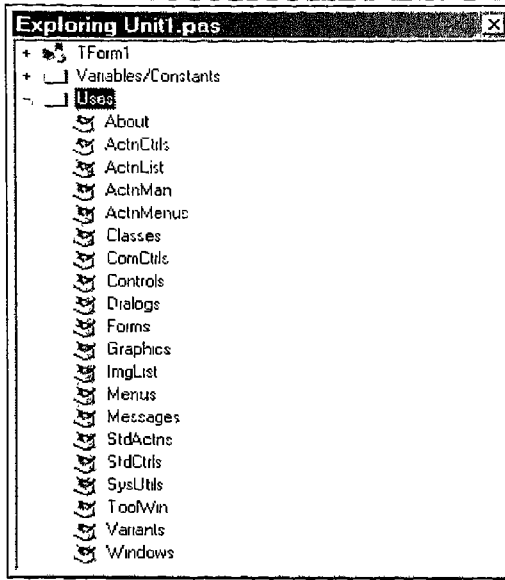 Exploring Unit1.pas
TForm1
Variables/Constants
Uses
About
ActnCtrls
ActnList
ActnMan
ActnMenus
Classes
ComCtrls
Controls
Dialogs
Forms
Graphics
ImgList
Menus
Messages
StdActns
StdCtrls
SysUtils
ToolWin
Variants
Windows